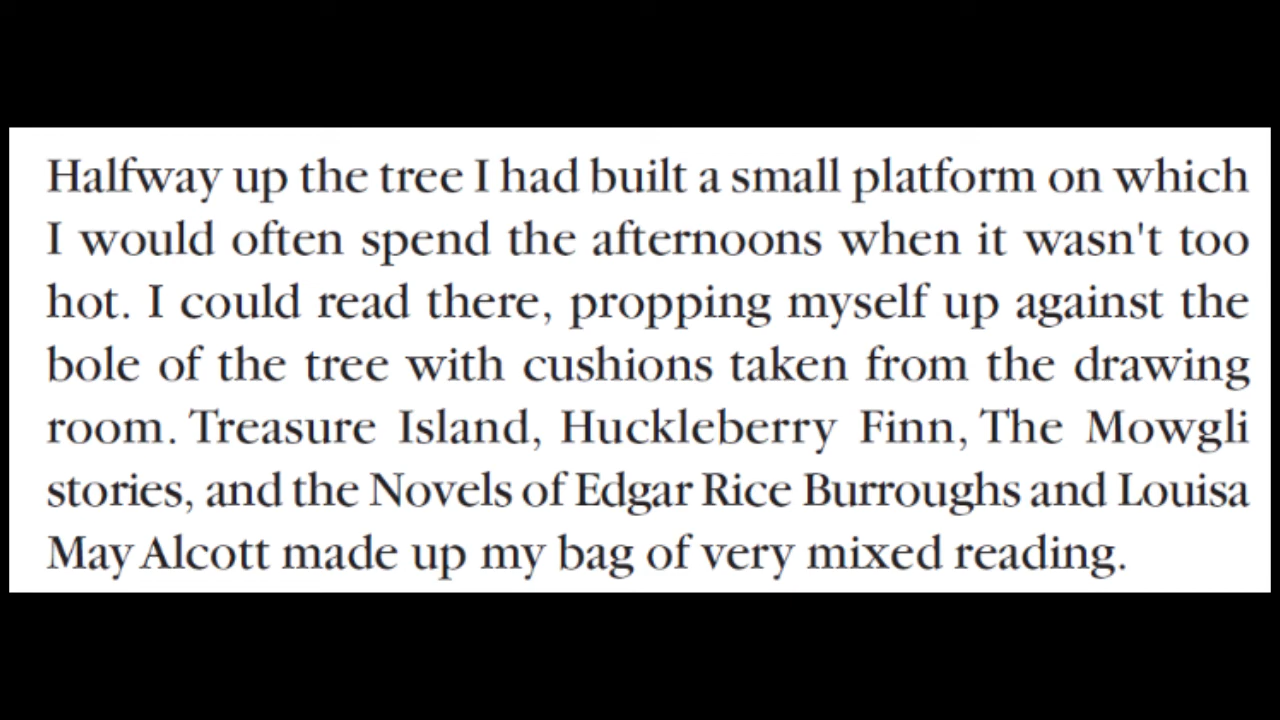 Halfway up the tree I had built a small platform on which
I would often spend the afternoons when it wasn't too
hot. I could read there, propping myself up against the
bole of the tree with cushions taken from the drawing
room. Treasure Island, Huckleberry Finn, The Mowgli
stories, and the Novels of Edgar Rice Burroughs and Louisa
May Alcott made up my bag of very mixed reading.